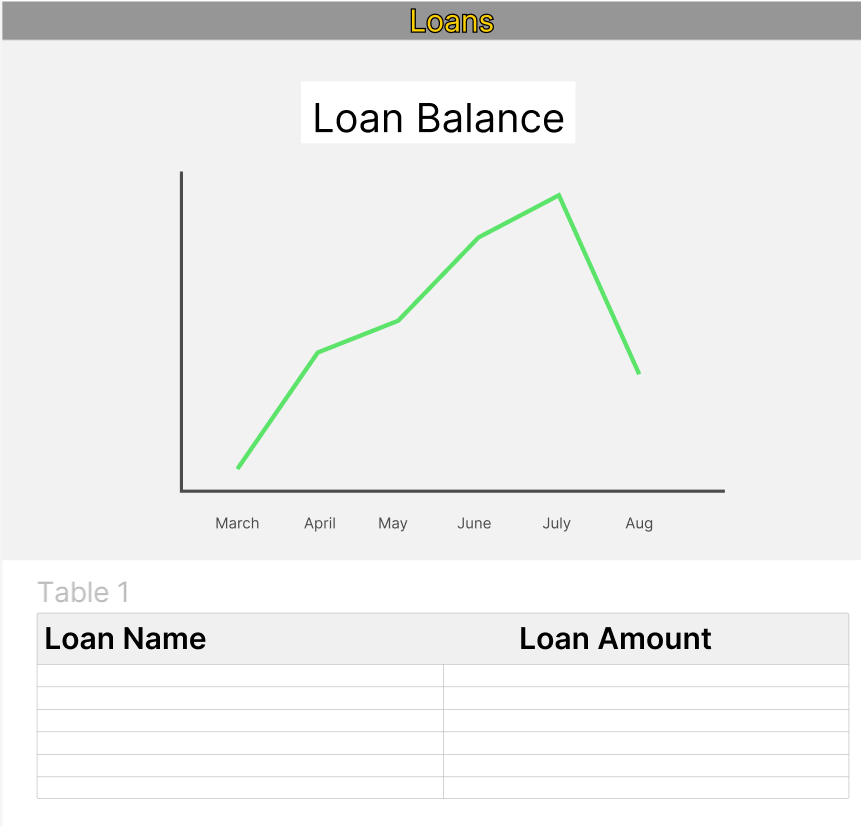 Loans
Loan Balance
March April May June July Aug
Table 1
Loan Name Loan Amount